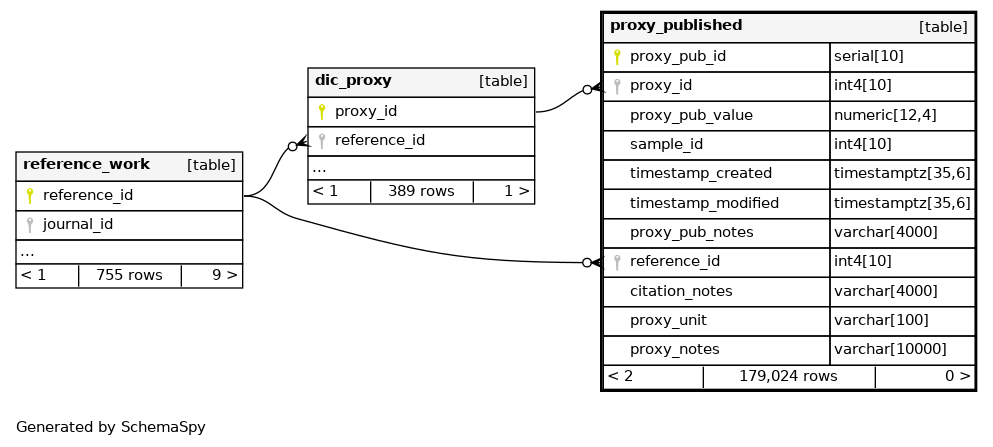 proxy_published [table]
proxy_pub_id serial[10]
proxy_id int4[10]
proxy_pub_value numeric[12,4]
sample_id int4[10]
timestamp_created timestamptz[35,6]
timestamp_modified timestamptz[35,6]
proxy_pub_notes varchar[4000]
reference_id int4[10]
citation_notes varchar[4000]
proxy_unit varchar[100]
proxy_notes varchar[10000]
< 2 179,024 rows 0 >
dic_proxy [table]
proxy_id
reference_id
...
< 1 389 rows 1 >
reference_work [table]
reference_id
journal_id
...
< 1 755 rows 9 >
Generated by SchemaSpy